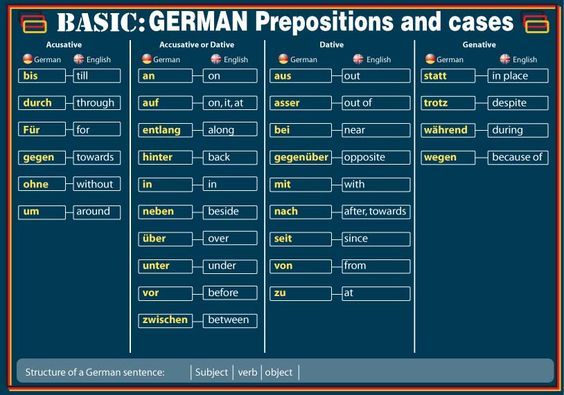 BASIC: GERMAN Prepositions and cases
Acusative
German English
bis till
durch through
Für for
gegen towards
ohne without
um around
Accusative or Dative
German English
an on
auf on, it, at
entlang along
hinter back
in in
neben beside
über over
unter under
vor before
zwischen between
Dative
German English
aus out
asser out of
bei near
gegenüber opposite
mit with
nach after, towards
seit since
von from
zu at
Genative
German English
statt in place
trotz despite
während during
wegen because of
Structure of a German sentence: | Subject | verb | object |